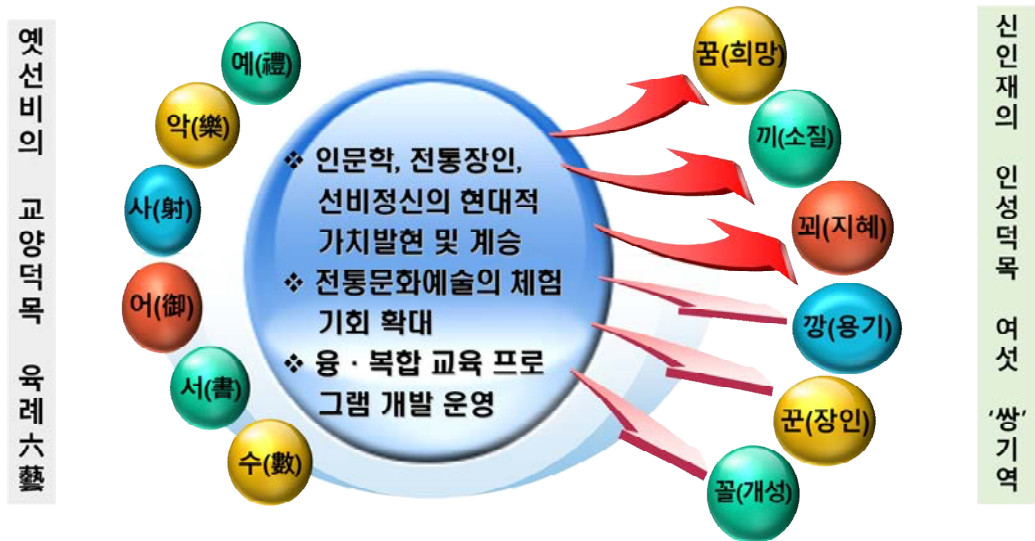 옛선비의 교양덕목 육례六藝
예(禮)
악(樂)
사(射)
어(御)
서(書)
수(數)
❖ 인문학, 전통장인,
선비정신의 현대적
가치발현 및 계승
❖ 전통문화예술의 체험
기회 확대
❖ 융·복합 교육 프로
그램 개발 운영
꿈(희망)
끼(소질)
꾀(지혜)
깡(용기)
꾼(장인)
꼴(개성)
신인재의 인성덕목 여섯 '쌍'기역